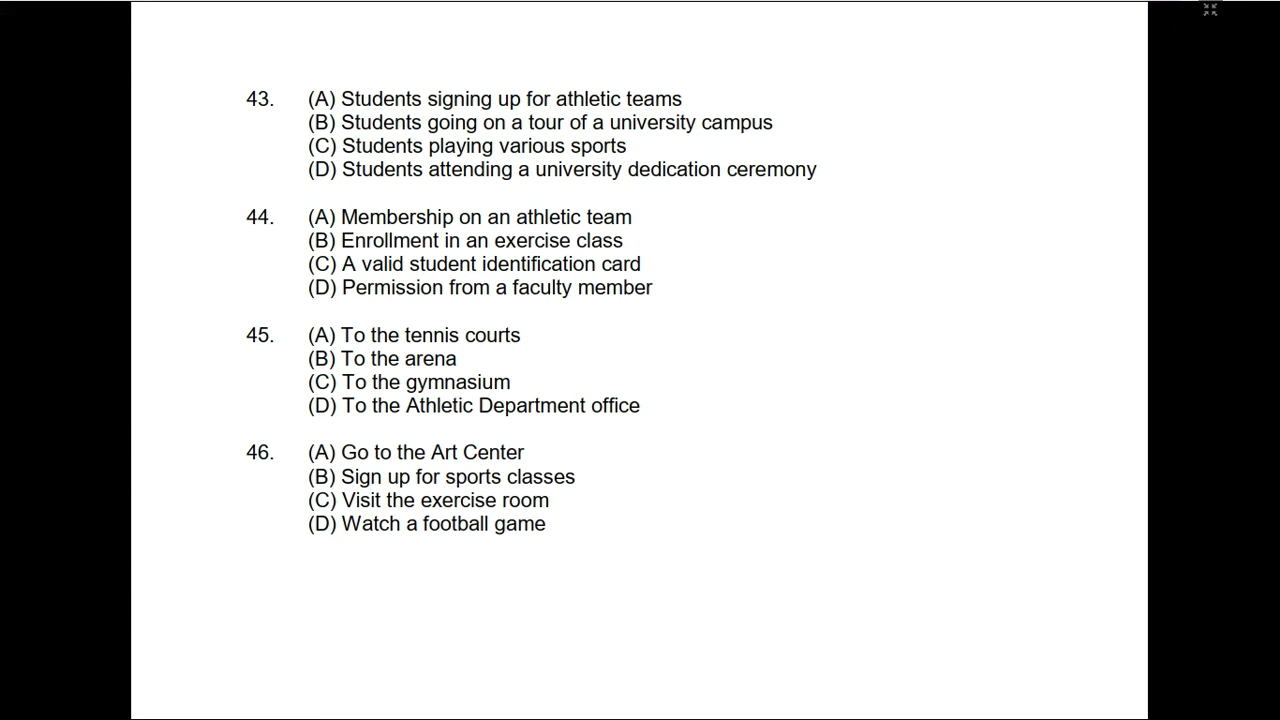 43. (A) Students signing up for athletic teams
(B) Students going on a tour of a university campus
(C) Students playing various sports
(D) Students attending a university dedication ceremony
44. (A) Membership on an athletic team
(B) Enrollment in an exercise class
(C) A valid student identification card
(D) Permission from a faculty member
45. (A) To the tennis courts
(B) To the arena
(C) To the gymnasium
(D) To the Athletic Department office
46. (A) Go to the Art Center
(B) Sign up for sports classes
(C) Visit the exercise room
(D) Watch a football game